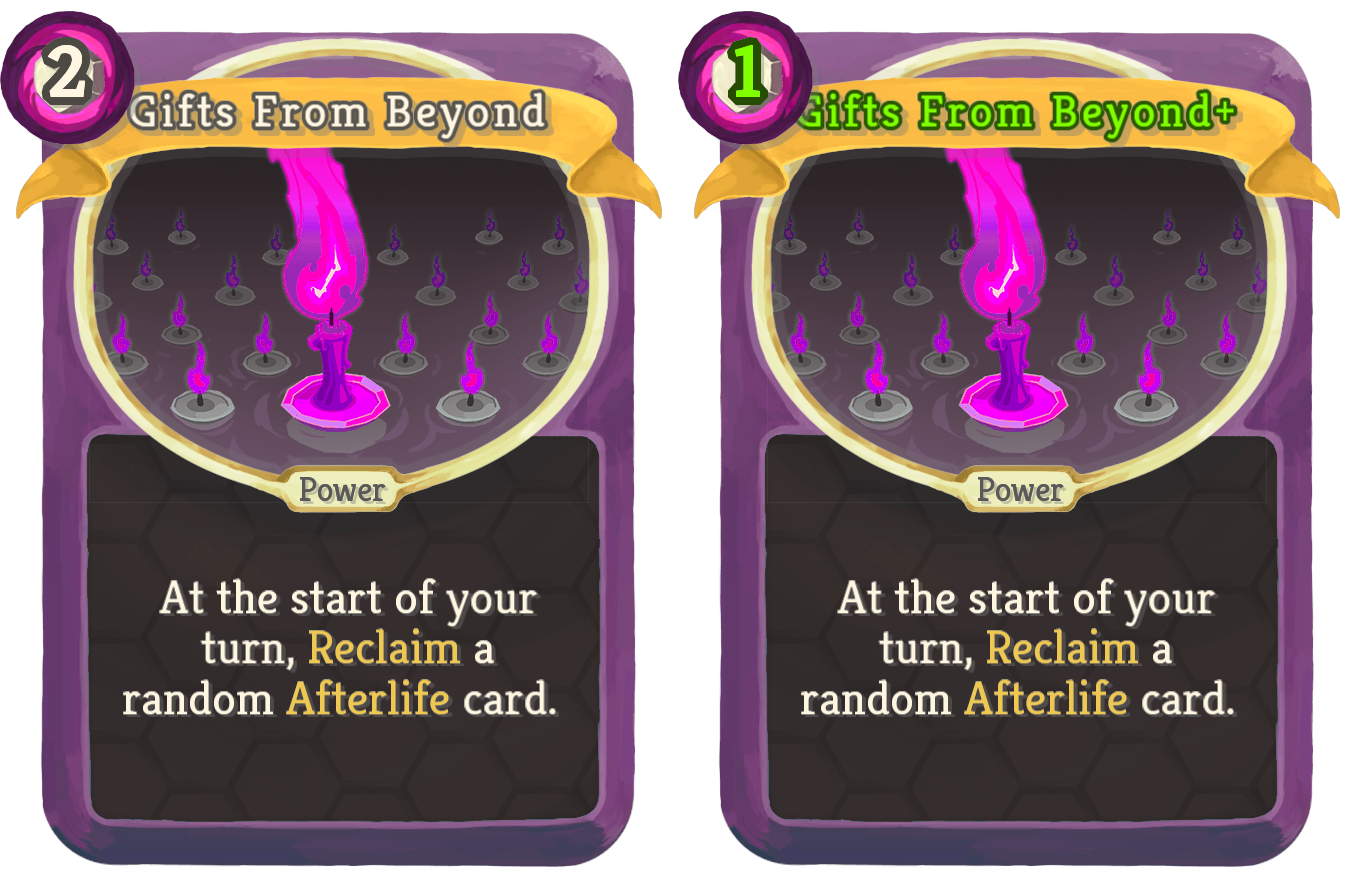 2
Gifts From Beyond
Power
At the start of your
turn, Reclaim a
random Afterlife card.
1
Gifts From Beyond+
Power
At the start of your
turn, Reclaim a
random Afterlife card.